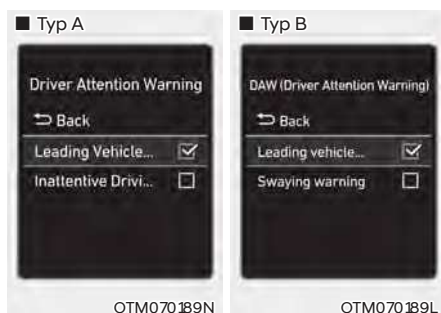 ■ Typ A
Driver Attention Warning
⮌ Back
Leading Vehicle... ☑
Inattentive Drivi... ☐
OTM070189N
■ Typ B
DAW (Driver Attention Warning)
⮌ Back
Leading vehicle... ☑
Swaying warning ☐
OTM070189L